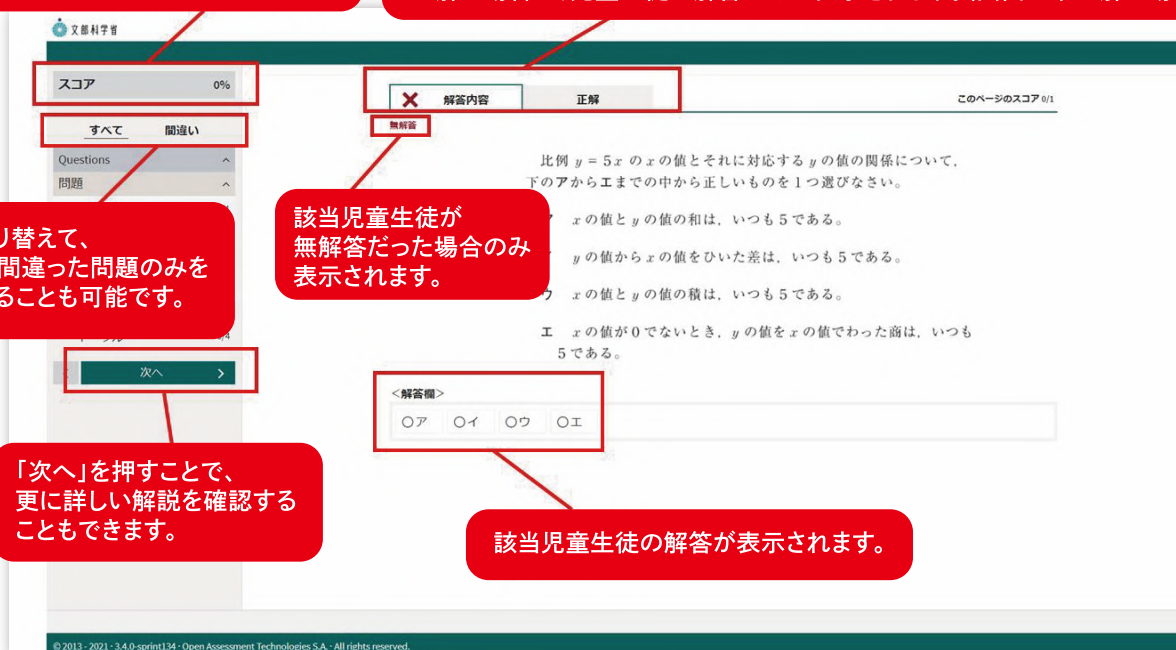 文部科学省
スコア 0%
すべて 間違い
Questions
問題
解答内容 正解
無解答
このページのスコア 0/1
比例 y = 5x のxの値とそれに対応するyの値の関係について，
下のアからエまでの中から正しいものを1つ選びなさい。
xの値とyの値の和は，いつも5である。
yの値からxの値をひいた差は，いつも5である。
ウ xの値とyの値の積は，いつも5である。
エ xの値が0でないとき，yの値をxの値でわった商は，いつも
5である。
該当児童生徒が
無解答だった場合のみ
表示されます。
替えて、
間違った問題のみを
ることも可能です。
次へ
<解答欄>
ア イ ウ エ
「次へ」を押すことで、
更に詳しい解説を確認する
こともできます。
該当児童生徒の解答が表示されます。
© 2013 - 2021 · 3.4.0-sprint134 · Open Assessment Technologies S.A. · All rights reserved.